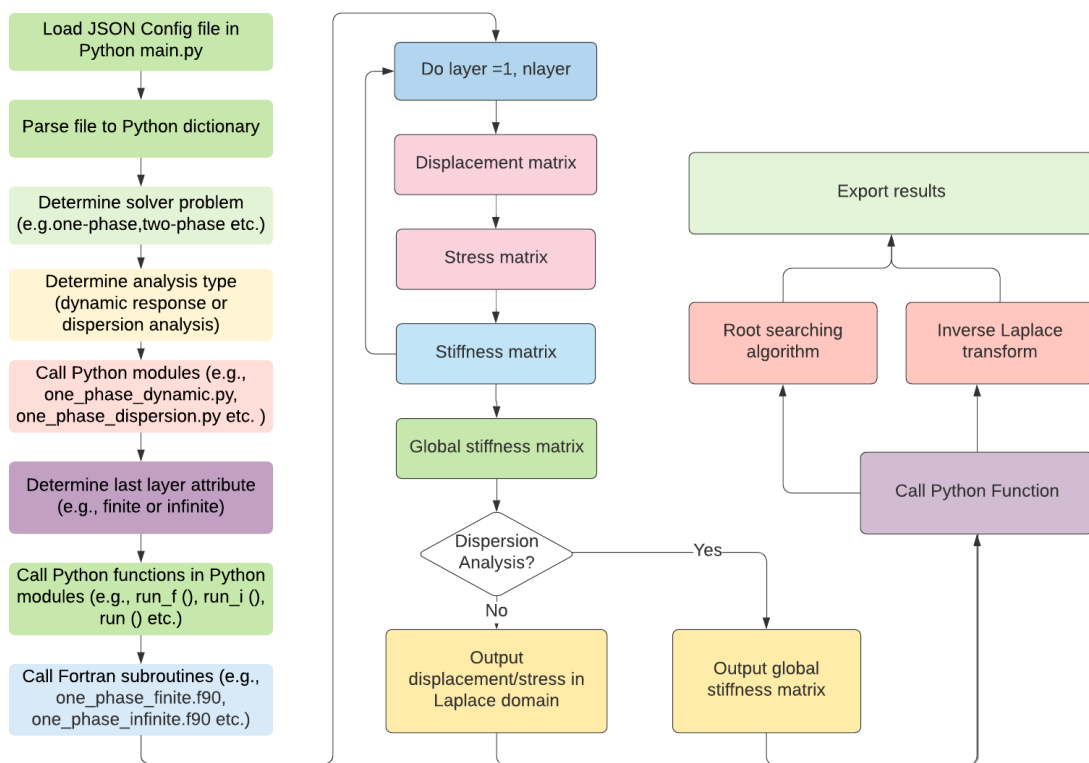 Load JSON Config file in
Python main.py
Parse file to Python dictionary
Determine solver problem
(e.g.one-phase,two-phase etc.)
Determine analysis type
(dynamic response or
dispersion analysis)
Call Python modules (e.g.,
one_phase_dynamic.py,
one_phase_dispersion.py etc. )
Determine last layer attribute
(e.g., finite or infinite)
Call Python functions in Python
modules (e.g., run_f (), run_i (),
run () etc.)
Call Fortran subroutines (e.g.,
one_phase_finite.f90,
one_phase_infinite.f90 etc.)
Do layer =1, nlayer
Displacement matrix
Stress matrix
Stiffness matrix
Global stiffness matrix
Dispersion
Analysis?
Yes
No
Output
displacement/stress in
Laplace domain
Output global
stiffness matrix
Export results
Root searching
algorithm
Inverse Laplace
transform
Call Python Function